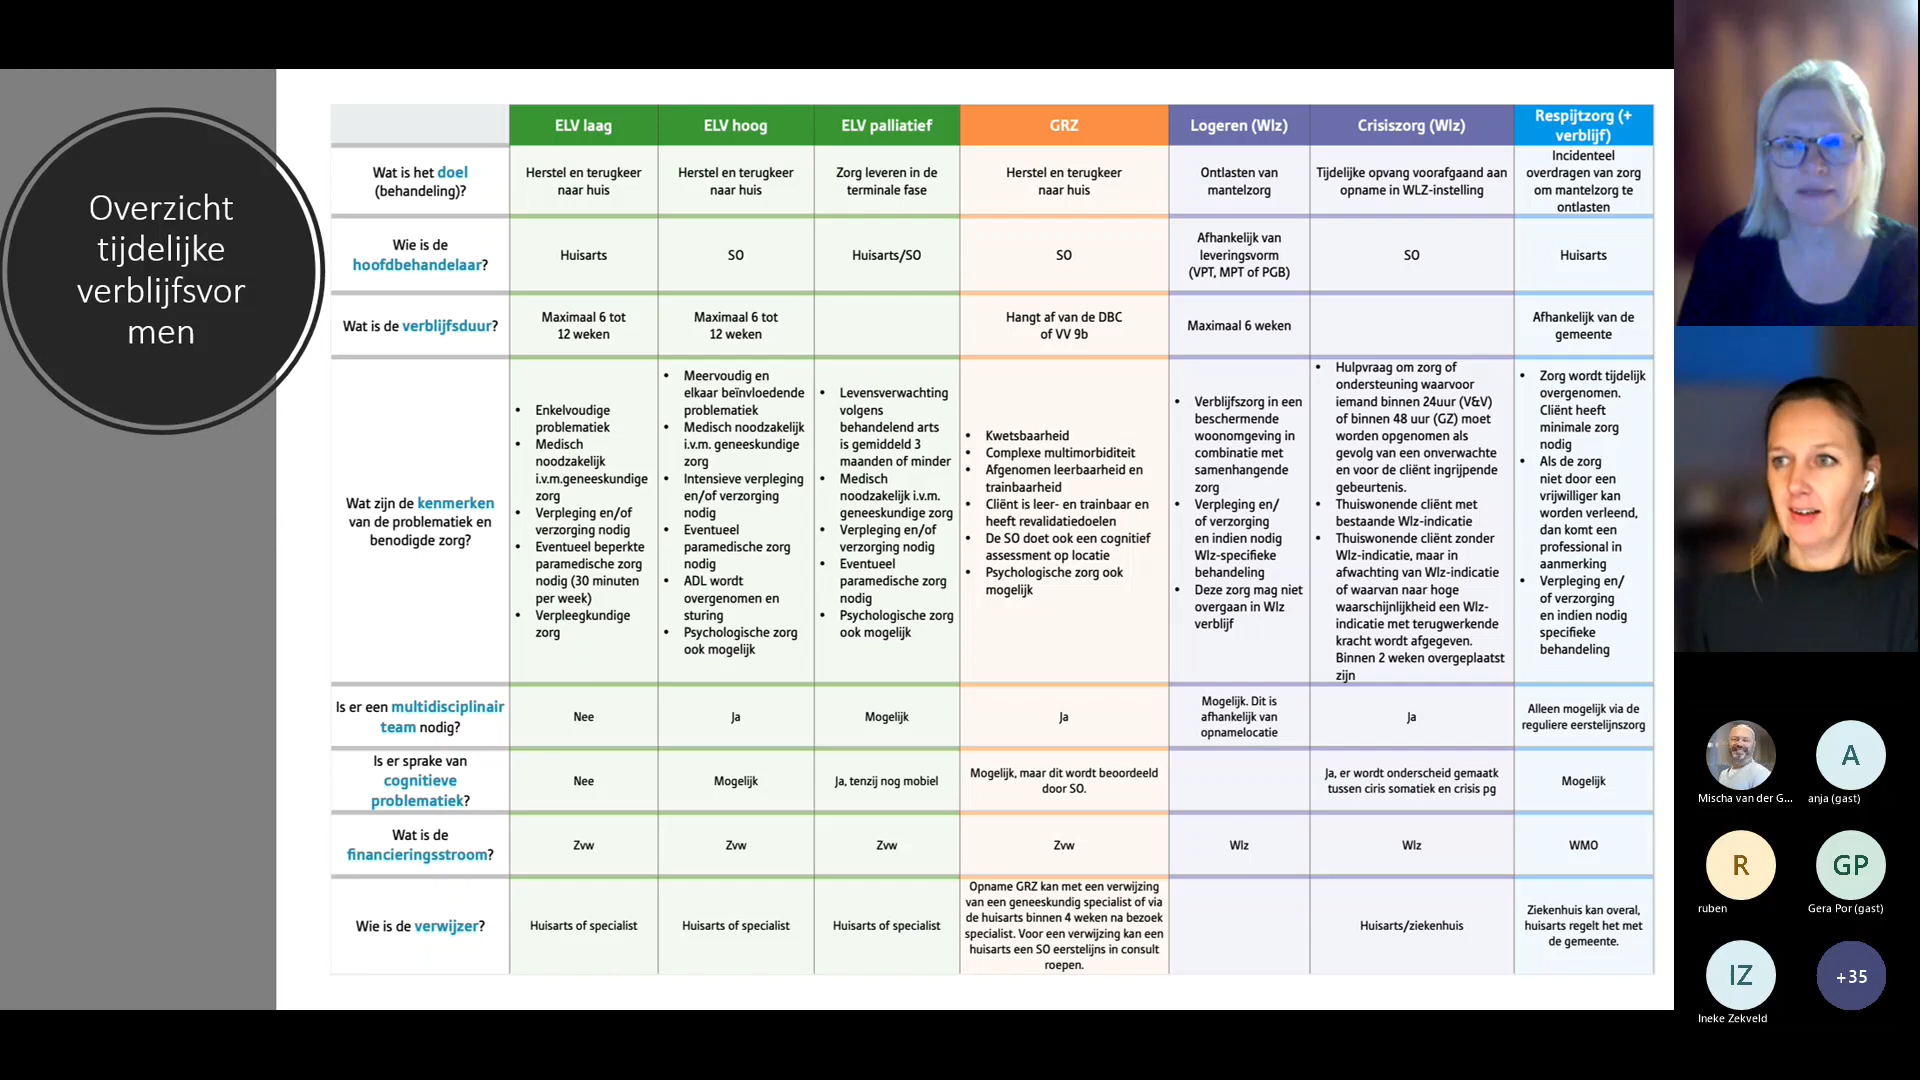 Overzicht
tijdelijke
verblijfsvor
men
ELV laag
ELV hoog
ELV palliatief
GRZ
Logeren (Wlz)
Crisiszorg (Wlz)
Respijtzorg (+
verblijf)
Wat is het doel
(behandeling)?
Herstel en terugkeer
naar huis
Herstel en terugkeer
naar huis
Zorg leveren in de
terminale fase
Herstel en terugkeer
naar huis
Ontlasten van
mantelzorg
Tijdelijke opvang voorafgaand aan
opname in WLZ-instelling
Incidenteel
overdragen van zorg
om mantelzorg te
ontlasten
Wie is de
hoofdbehandelaar?
Huisarts
SO
Huisarts/SO
SO
Afhankelijk van
leveringsvorm
(VPT, MPT of PGB)
SO
Huisarts
Wat is de verblijfsduur?
Maximaal 6 tot
12 weken
Maximaal 6 tot
12 weken
Hangt af van de DBC
of VV 9b
Maximaal 6 weken
Afhankelijk van de
gemeente
Wat zijn de kenmerken
van de problematiek en
benodigde zorg?
• Enkelvoudige
problematiek
• Medisch
noodzakelijk
i.v.m.geneeskundige
zorg
• Verpleging en/of
verzorging nodig
• Eventueel beperkte
paramedische zorg
nodig (30 minuten
per week)
• Verpleegkundige
zorg
• Meervoudig en
elkaar beïnvloedende
problematiek
• Medisch noodzakelijk
i.v.m. geneeskundige
zorg
• Intensieve verpleging
en/of verzorging
nodig
• Eventueel
paramedische zorg
nodig
• ADL wordt
overgenomen en
sturing
• Psychologische zorg
ook mogelijk
• Levensverwachting
volgens
behandelend arts
is gemiddeld 3
maanden of minder
• Medisch
noodzakelijk i.v.m.
geneeskundige zorg
• Verpleging en/of
verzorging nodig
• Eventueel
paramedische zorg
nodig
• Psychologische zorg
ook mogelijk
• Kwetsbaarheid
• Complexe multimorbiditeit
• Afgenomen leerbaarheid en
trainbaarheid
• Cliënt is leer- en trainbaar en
heeft revalidatiedoelen
• De SO doet ook een cognitief
assessment op locatie
• Psychologische zorg ook
mogelijk
• Verblijfszorg in een
beschermende
woonomgeving in
combinatie met
samenhangende
zorg
• Verpleging en/
of verzorging
en indien nodig
Wlz-specifieke
behandeling
• Deze zorg mag niet
overgaan in Wlz
verblijf
• Hulpvraag om zorg of
ondersteuning waarvoor
iemand binnen 24uur (V&V)
of binnen 48 uur (GZ) moet
worden opgenomen als
gevolg van een onverwachte
en voor de cliënt ingrijpende
gebeurtenis.
• Thuiswonende cliënt met
bestaande Wlz-indicatie
• Thuiswonende cliënt zonder
Wlz-indicatie, maar in
afwachting van Wlz-indicatie
of waarvan naar hoge
waarschijnlijkheid een Wlz-
indicatie met terugwerkende
kracht wordt afgegeven.
Binnen 2 weken overgeplaatst
zijn
• Zorg wordt tijdelijk
overgenomen.
Cliënt heeft
minimale zorg
nodig
• Als de zorg
niet door een
vrijwilliger kan
worden verleend,
dan komt een
professional in
aanmerking
• Verpleging en/
of verzorging
en indien nodig
specifieke
behandeling
Is er een multidisciplinair
team nodig?
Nee
Ja
Mogelijk
Ja
Mogelijk. Dit is
afhankelijk van
opnamelocatie
Ja
Alleen mogelijk via de
reguliere eerstelijnszorg
Is er sprake van
cognitieve
problematiek?
Nee
Mogelijk
Ja, tenzij nog mobiel
Mogelijk, maar dit wordt beoordeeld
door SO.
Ja, er wordt onderscheid gemaatk
tussen ciris somatiek en crisis pg
Mogelijk
Wat is de
financieringsstroom?
Zvw
Zvw
Zvw
Zvw
Wlz
Wlz
WMO
Wie is de verwijzer?
Huisarts of specialist
Huisarts of specialist
Huisarts of specialist
Opname GRZ kan met een verwijzing
van een geneeskundig specialist of via
de huisarts binnen 4 weken na bezoek
specialist. Voor een verwijzing kan een
huisarts een SO eerstelijns in consult
roepen.
Huisarts/ziekenhuis
Ziekenhuis kan overal,
huisarts regelt het met
de gemeente.
Mischa van der G...
A
anja (gast)
R
ruben
GP
Gera Por (gast)
IZ
Ineke Zekveld
+35